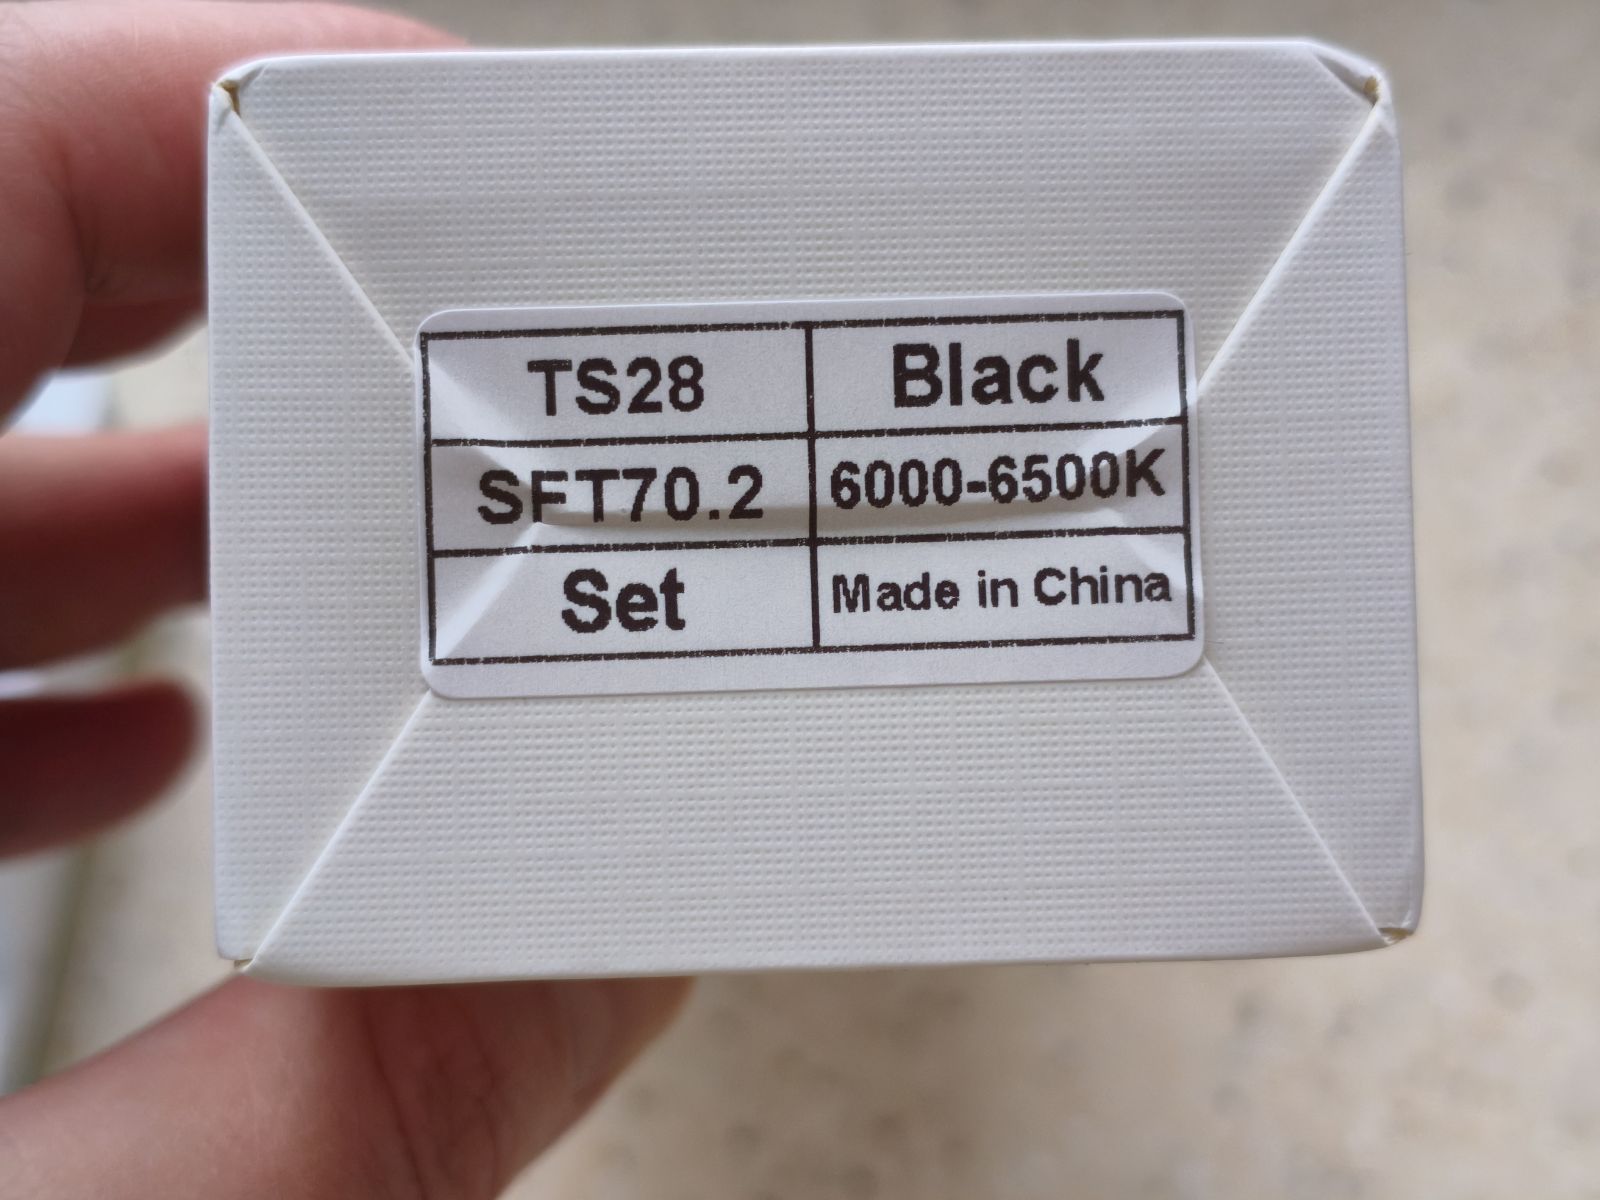 TS28 Black
SFT70.2 6000-6500K
Set Made in China